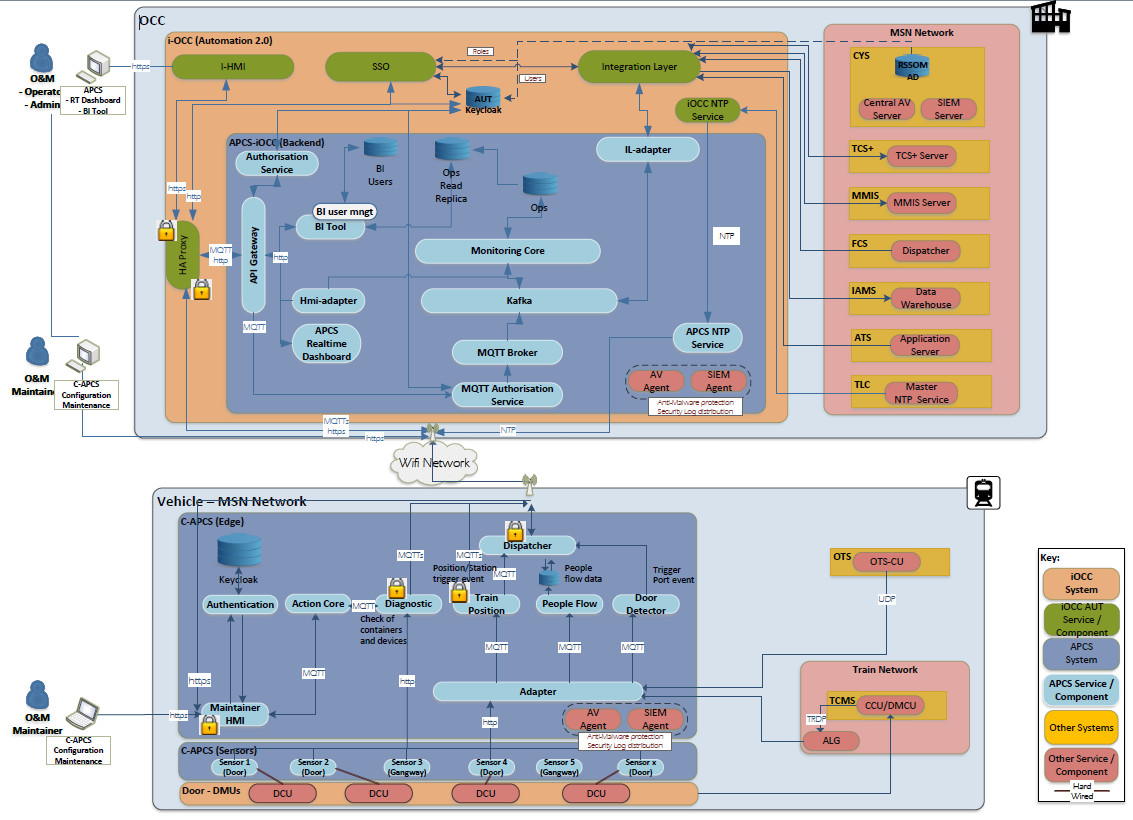 OCC
i-OCC (Automation 2.0)
I-HMI
SSO
Roles
Users
Integration Layer
AUT
Keycloak
iOCC NTP
Service
MSN Network
CYS
RSSOM
AD
Central AV
Server
SIEM
Server
TCS+
TCS+ Server
MMIS
MMIS Server
FCS
Dispatcher
IAMS
Data
Warehouse
ATS
Application
Server
TLC
Master
NTP Service
O&M
- Admin
APCS
- RT Dashboard
- BI Tool
https
APCS-iOCC (Backend)
Authorisation
Service
BI
Users
Ops
Read
Replica
Ops
IL-adapter
BI user mngt
BI Tool
API Gateway
HA Proxy
https
http
MQTT
http
http
Monitoring Core
Hmi-adapter
Kafka
NTP
APCS
Realtime
Dashboard
MQTT
MQTT Broker
APCS NTP
Service
MQTT Authorisation
Service
AV
Agent
SIEM
Agent
Anti-Malware protection
Security Log distribution
O&M
C-APCS
Configuration
Maintenance
MQTTs
https
https
NTP
Wifi Network
Vehicle – MSN Network
C-APCS (Edge)
Keycloak
Authentication
Action Core
MQTT
Diagnostic
Check of
containers
and devices
MQTTs
MQTTs
Position/Station
trigger event
MQTT
Train
Position
Dispatcher
People
flow data
People Flow
Trigger
Port event
Door
Detector
https
MQTT
http
MQTT
MQTT
MQTT
Adapter
http
AV
Agent
SIEM
Agent
Anti-Malware protection
Security Log distribution
O&M
Maintainer
C-APCS
Configuration
Maintenance
https
Maintainer
HMI
C-APCS (Sensors)
Sensor 1
(Door)
Sensor 2
(Door)
Sensor 3
(Gangway)
Sensor 4
(Door)
Sensor 5
(Gangway)
Sensor x
(Door)
Door - DMUs
DCU
DCU
DCU
DCU
OTS
OTS-CU
UDP
Train Network
TCMS
CCU/DMCU
TRDP
ALG
Key:
iOCC
System
iOCC AUT
Service /
Component
APCS
System
APCS Service /
Component
Other Systems
Other Service /
Component
Hard
Wired